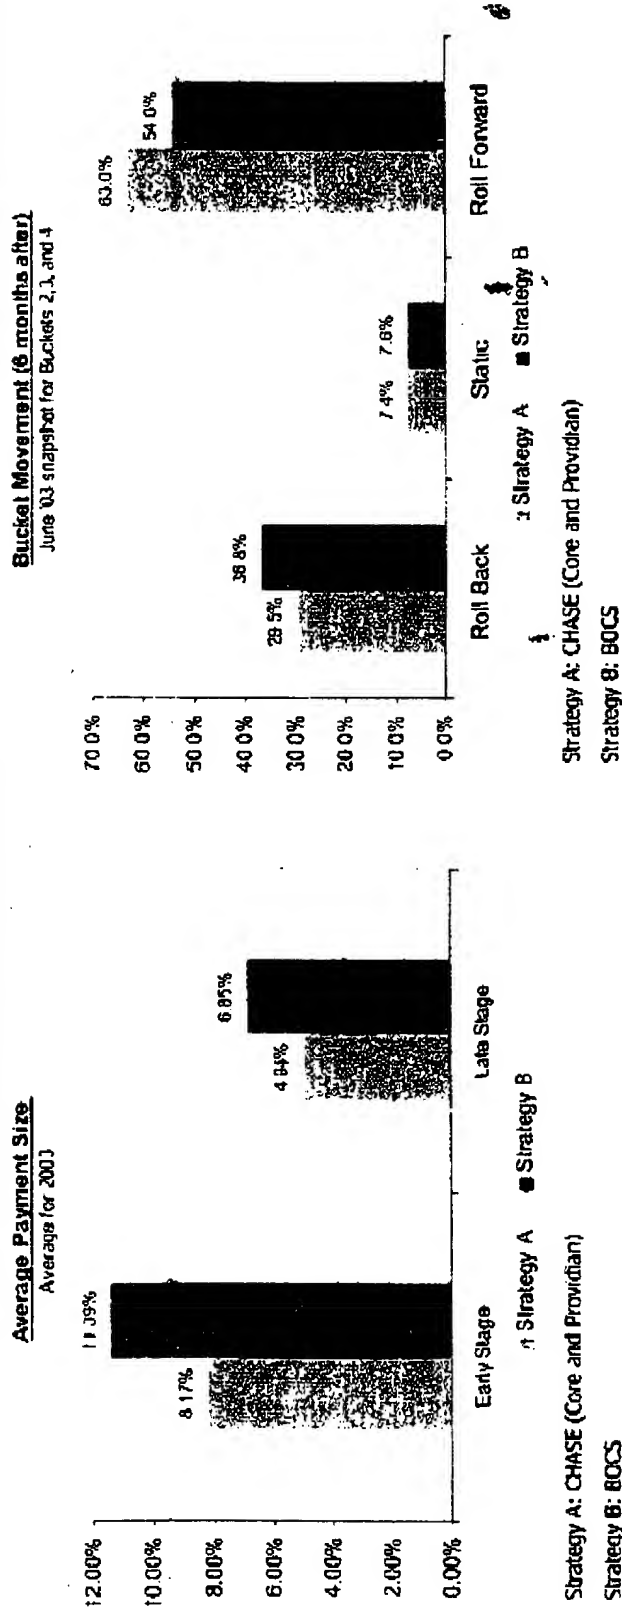 Average Payment Size
Average for 2003
12.00%
10.00%
8.00%
6.00%
4.00%
2.00%
0.00%
8 17%
11 39%
4 84%
6.85%
Early Stage
Late Stage
Strategy A
Strategy B
Strategy A: CHASE (Core and Providian)
Strategy B: BOCS
Bucket Movement (6 months after)
June '03 snapshot for Buckets 2,3, and 4
70 0%
60 0%
50 0%
40 0%
30 0%
20 0%
10 0%
0 0%
29 5%
7 4%
7.6%
63.0%
54 0%
Roll Back
Static
Roll Forward
Strategy A
Strategy B
Strategy A: CHASE (Core and Providian)
Strategy B: BOCS